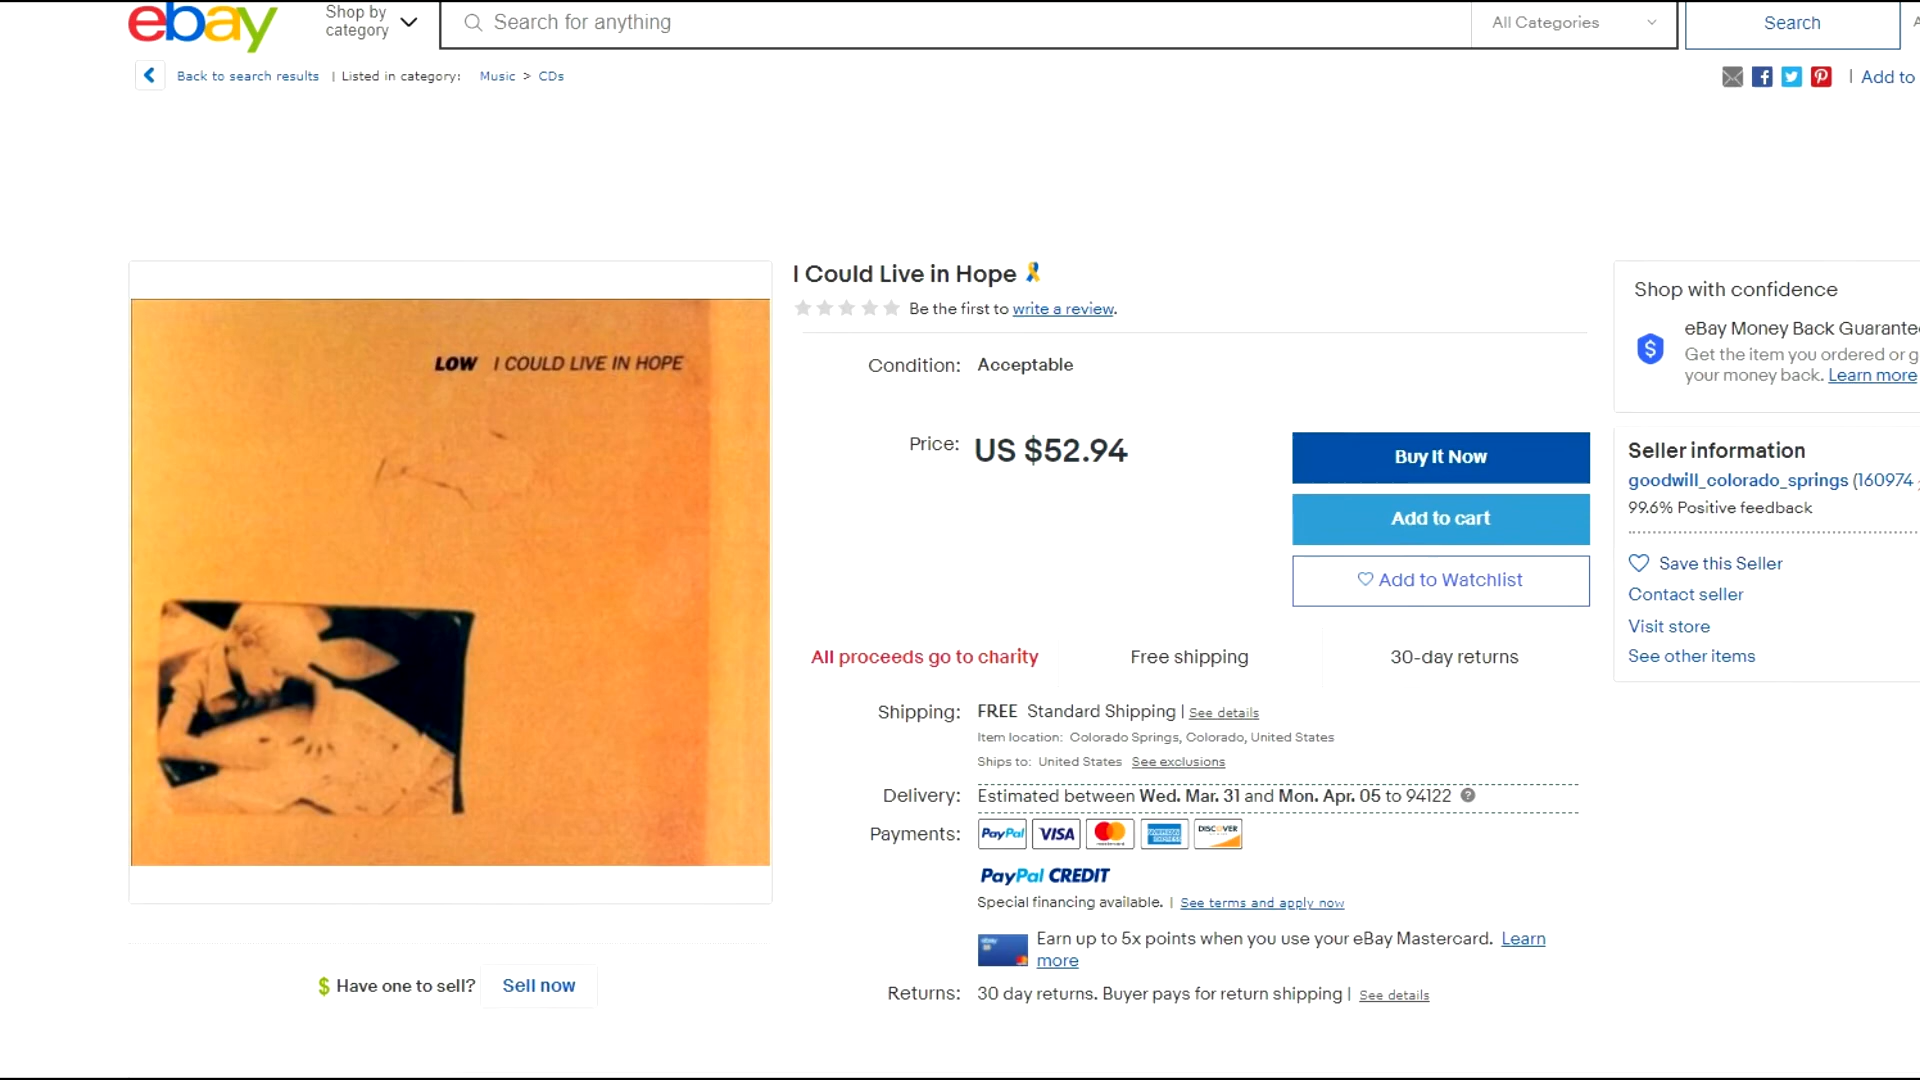 ebay
Shop by
category
Search for anything
All Categories
Search
Back to search results | Listed in category: Music > CDs
| Add to
LOW I COULD LIVE IN HOPE
I Could Live in Hope
Be the first to write a review.
Condition: Acceptable
Price: US $52.94
Buy It Now
Add to cart
Add to Watchlist
All proceeds go to charity
Free shipping
30-day returns
Shipping: FREE Standard Shipping | See details
Item location: Colorado Springs, Colorado, United States
Ships to: United States See exclusions
Delivery: Estimated between Wed. Mar. 31 and Mon. Apr. 05 to 94122
Payments: PayPal VISA mastercard AMERICAN EXPRESS DISCOVER
PayPal CREDIT
Special financing available. | See terms and apply now
Earn up to 5x points when you use your eBay Mastercard. Learn
more
Returns: 30 day returns. Buyer pays for return shipping | See details
$ Have one to sell? Sell now
Shop with confidence
eBay Money Back Guarantee
Get the item you ordered or g
your money back. Learn more
Seller information
goodwill_colorado_springs (160974
99.6% Positive feedback
Save this Seller
Contact seller
Visit store
See other items